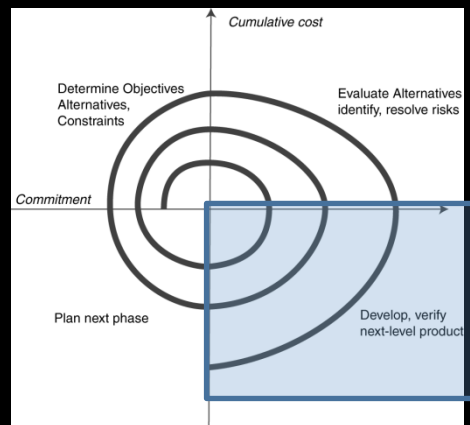 Cumulative cost
Determine Objectives
Alternatives,
Constraints
Evaluate Alternatives
identify, resolve risks
Commitment
Plan next phase
Develop, verify
next-level product